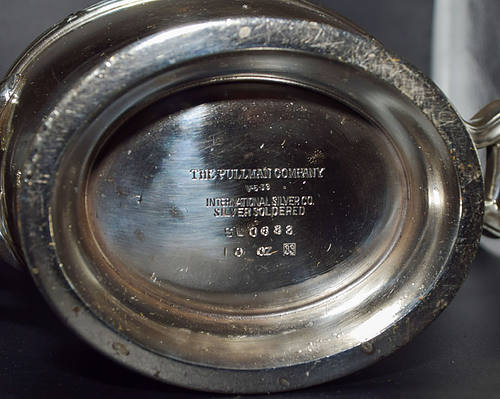 THE PULLMAN COMPANY
INTERNATIONAL SILVER CO.
SILVER SOLDERED
10 OZ